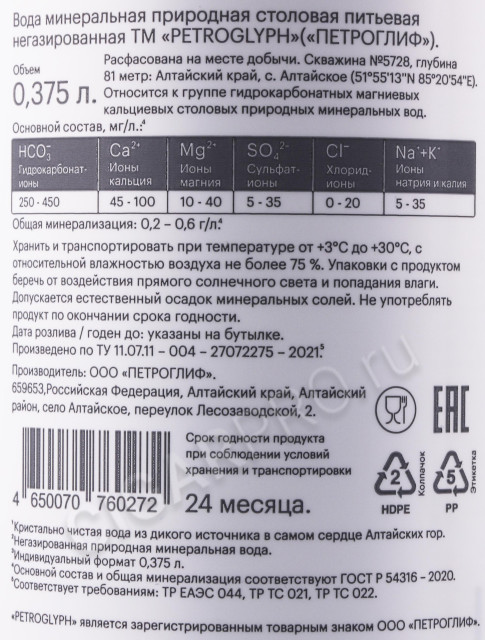 Вода минеральная природная столовая питьевая
негазированная ТМ «PETROGLYPH»(«ПЕТРОГЛИФ»).
Объем
0,375 л.
Расфасована на месте добычи. Скважина №5728, глубина
81 метр: Алтайский край, с. Алтайское (51°55'13"N 85°20'54"E).
Относится к группе гидрокарбонатных магниевых
кальциевых столовых природных минеральных вод.
Основной состав, мг/л.:⁴
HCO₃⁻ Ca²⁺ Mg²⁺ SO₄²⁻ Cl⁻ Na⁺+K⁺
Гидрокарбонат-ионы Ионы кальция Ионы магния Сульфат-ионы Хлорид-ионы Ионы натрия и калия
250 - 450 45 - 100 10 - 40 5 - 35 0 - 20 5 - 35
Общая минерализация: 0,2 – 0,6 г/л.⁴
Хранить и транспортировать при температуре от +3°С до +30°С, с
относительной влажностью воздуха не более 75 %. Упаковки с продуктом
беречь от воздействия прямого солнечного света и попадания влаги.
Допускается естественный осадок минеральных солей. Не употреблять
продукт по окончании срока годности.
Дата розлива / годен до: указаны на бутылке.
Произведено по ТУ 11.07.11 – 004 – 27072275 – 2021.⁵
Производитель: ООО «ПЕТРОГЛИФ».
659653,Российская Федерация, Алтайский край, Алтайский
район, село Алтайское, переулок Лесозаводской, 2.
EAC
Срок годности продукта
при соблюдении условий
хранения и транспортировки
24 месяца.
4 650070 760272
2
HDPE
Колпачок
5
PP
Этикетка
¹Кристально чистая вода из дикого источника в самом сердце Алтайских гор.
²Негазированная природная минеральная вода.
³Индивидуальный формат 0,375 л.
⁴Основной состав и общая минерализация соответствуют ГОСТ Р 54316 - 2020.
⁵Соответствует требованиям: ТР ЕАЭС 044, ТР ТС 021, ТР ТС 022.
«PETROGLYPH» является зарегистрированным товарным знаком ООО «ПЕТРОГЛИФ».
CIGARPRO.ru